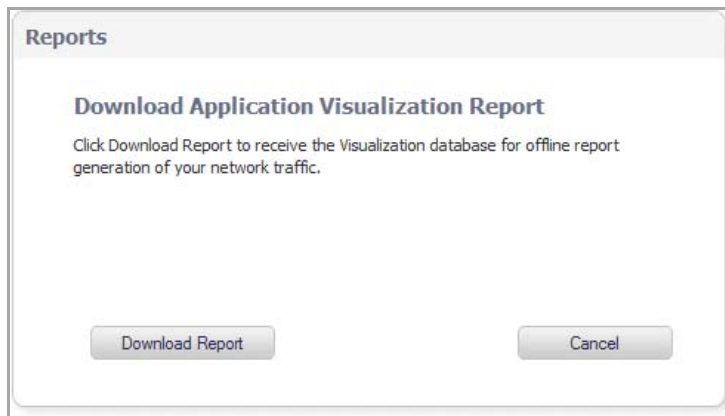 Reports
Download Application Visualization Report
Click Download Report to receive the Visualization database for offline report
generation of your network traffic.
Download Report
Cancel